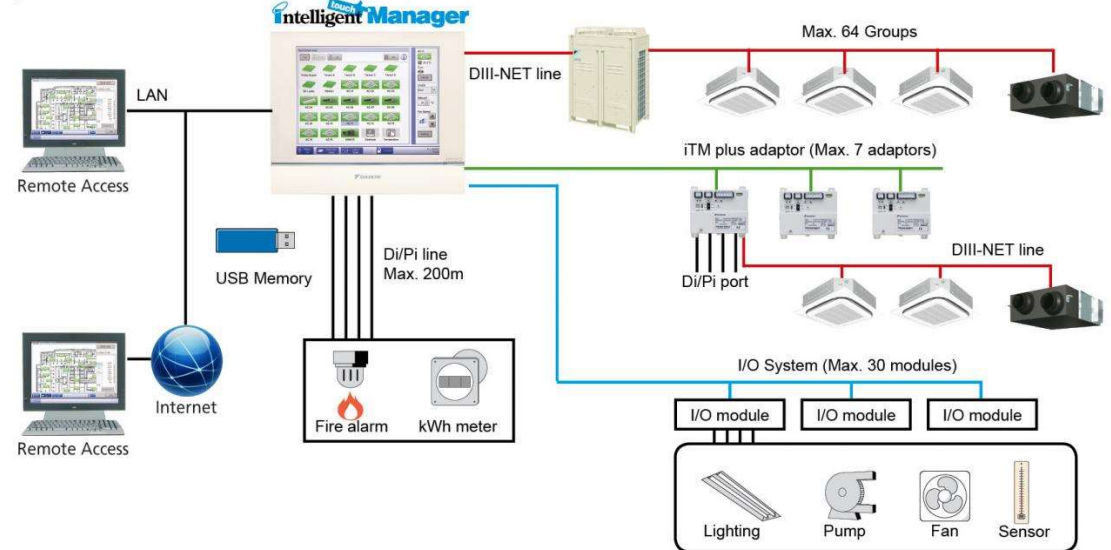 intelligent touch Manager
Max. 64 Groups
DIII-NET line
LAN
Remote Access
iTM plus adaptor (Max. 7 adaptors)
DAIKIN
USB Memory
Di/Pi line
Max. 200m
DIII-NET line
Di/Pi port
I/O System (Max. 30 modules)
Internet
Fire alarm
kWh meter
I/O module
I/O module
I/O module
Remote Access
Lighting
Pump
Fan
Sensor